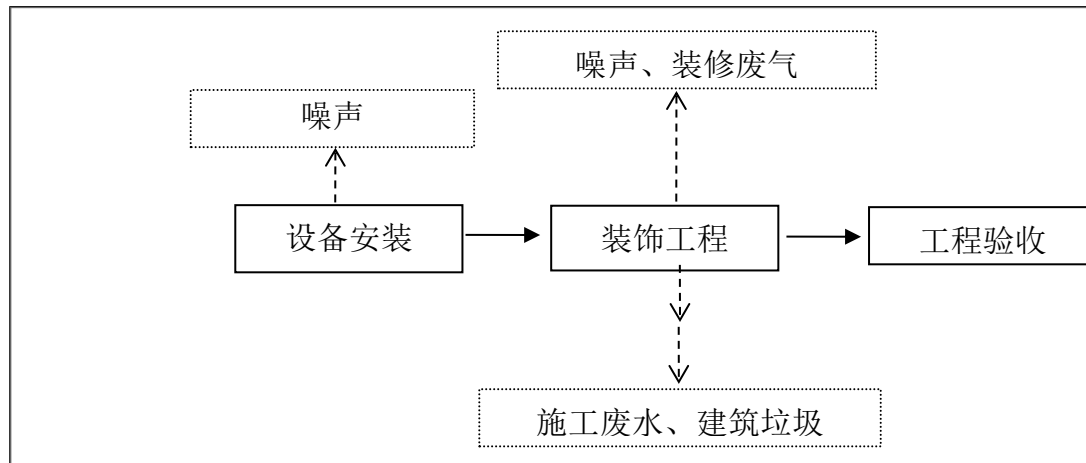 噪声、装修废气
噪声
设备安装
装饰工程
工程验收
施工废水、建筑垃圾